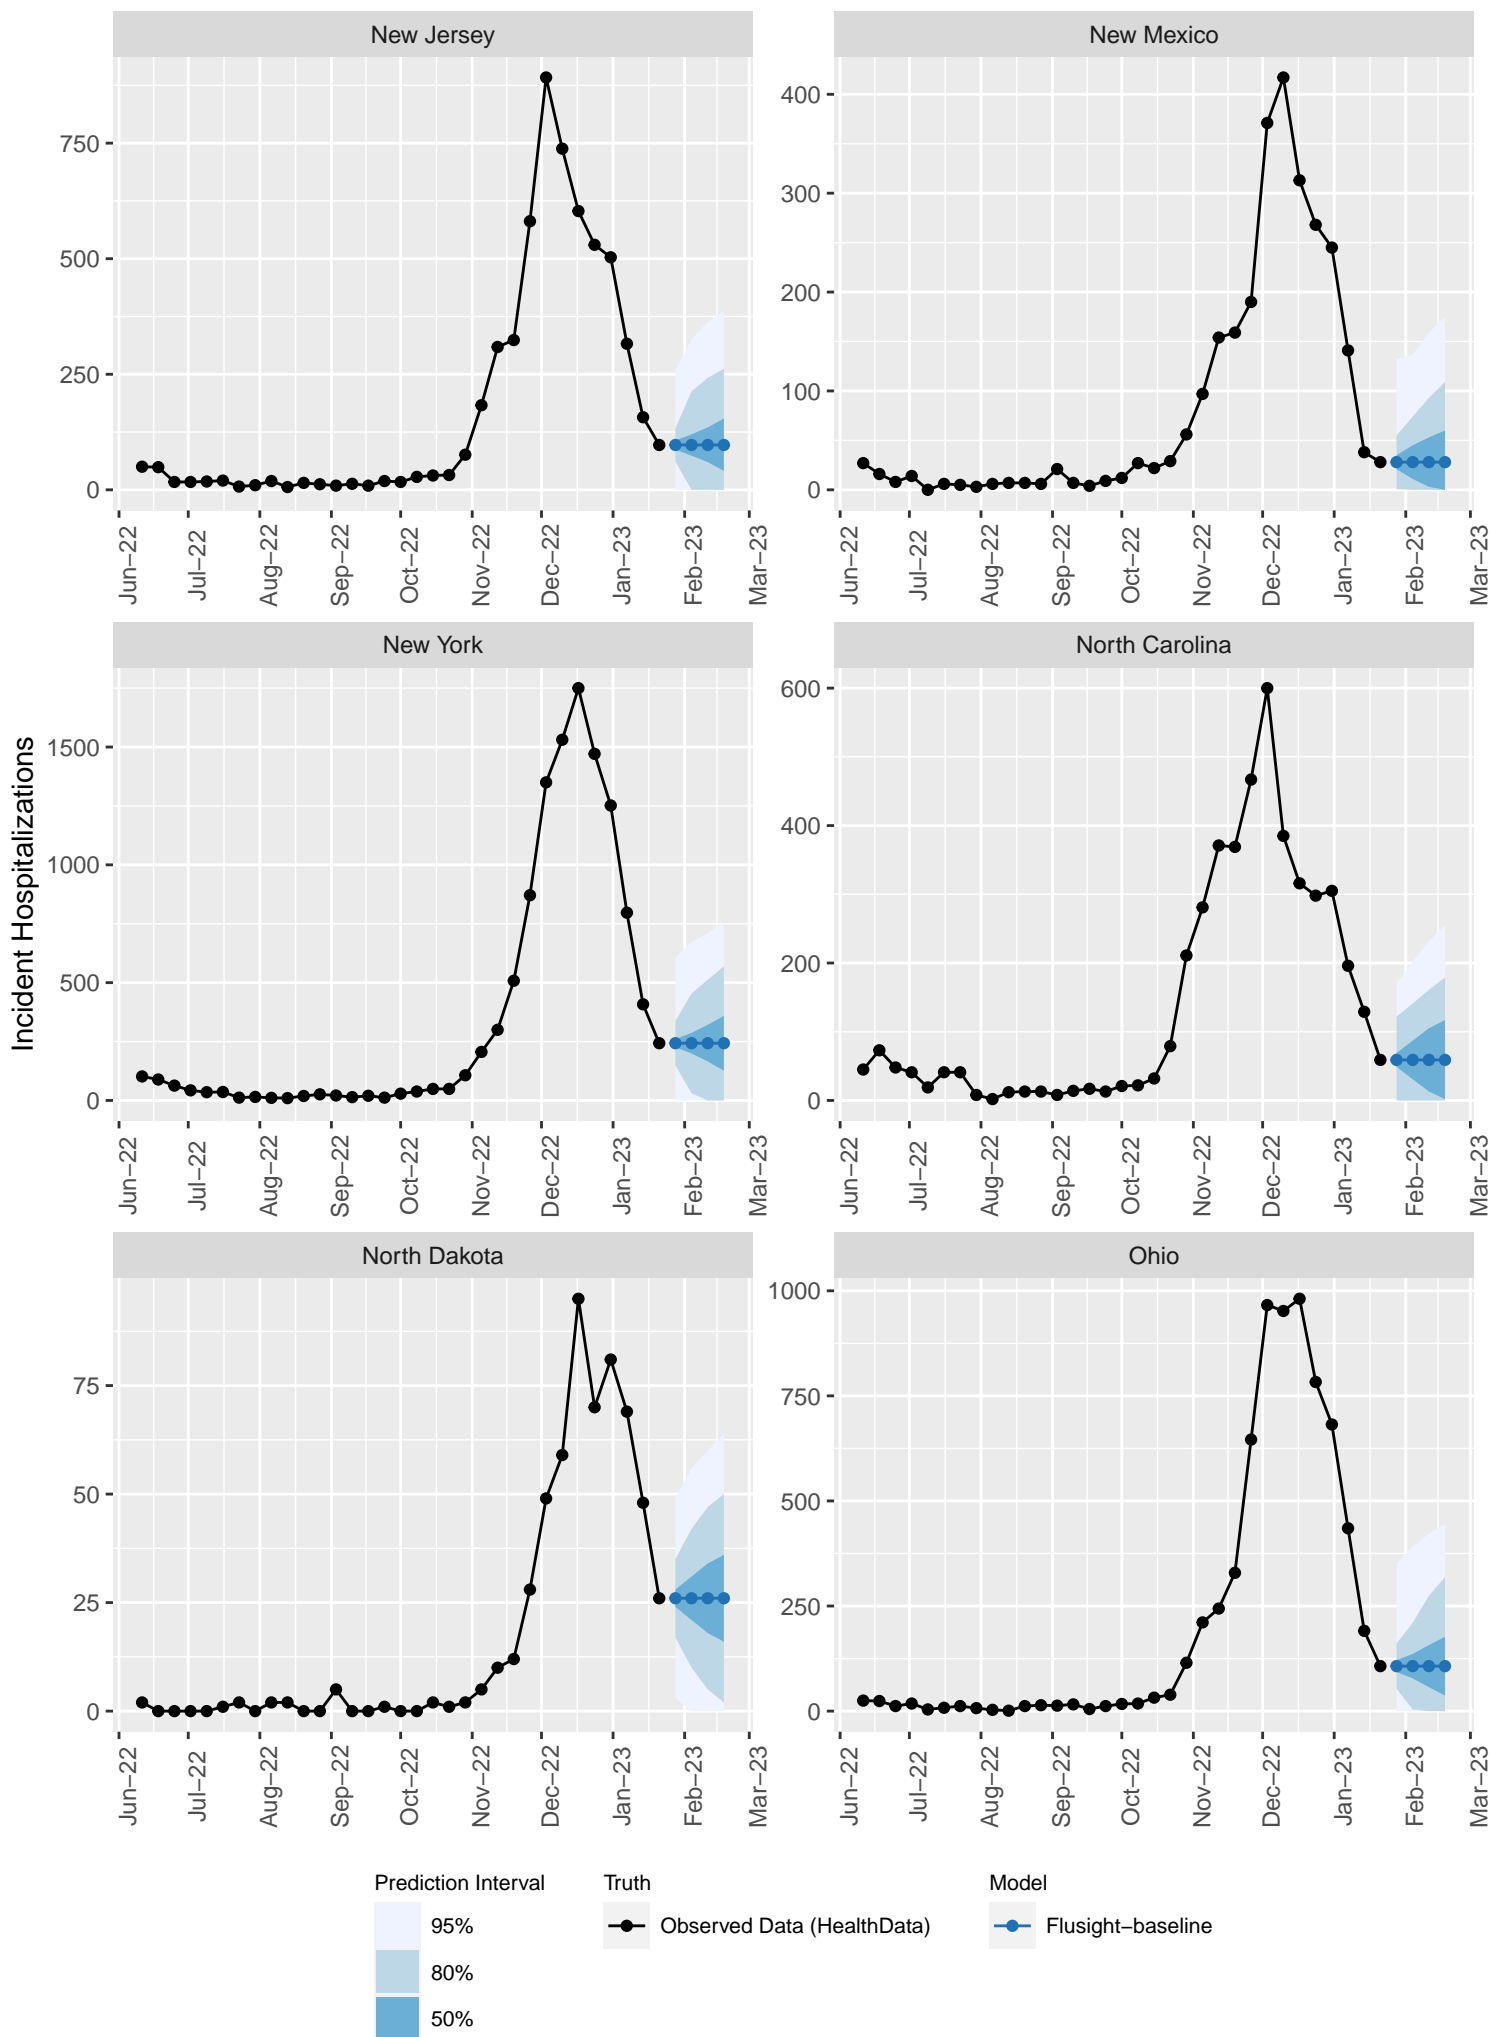 New Jersey
New Mexico
750
500
250
0
400
300
200
100
0
Jun−22
Jul−22
Aug−22
Sep−22
Oct−22
Nov−22
Dec−22
Jan−23
Feb−23
Mar−23
Jun−22
Jul−22
Aug−22
Sep−22
Oct−22
Nov−22
Dec−22
Jan−23
Feb−23
Mar−23
Incident Hospitalizations
New York
North Carolina
1500
1000
500
0
600
400
200
0
Jun−22
Jul−22
Aug−22
Sep−22
Oct−22
Nov−22
Dec−22
Jan−23
Feb−23
Mar−23
Jun−22
Jul−22
Aug−22
Sep−22
Oct−22
Nov−22
Dec−22
Jan−23
Feb−23
Mar−23
North Dakota
Ohio
75
50
25
0
1000
750
500
250
0
Jun−22
Jul−22
Aug−22
Sep−22
Oct−22
Nov−22
Dec−22
Jan−23
Feb−23
Mar−23
Jun−22
Jul−22
Aug−22
Sep−22
Oct−22
Nov−22
Dec−22
Jan−23
Feb−23
Mar−23
Prediction Interval
95%
80%
50%
Truth
Observed Data (HealthData)
Model
Flusight−baseline